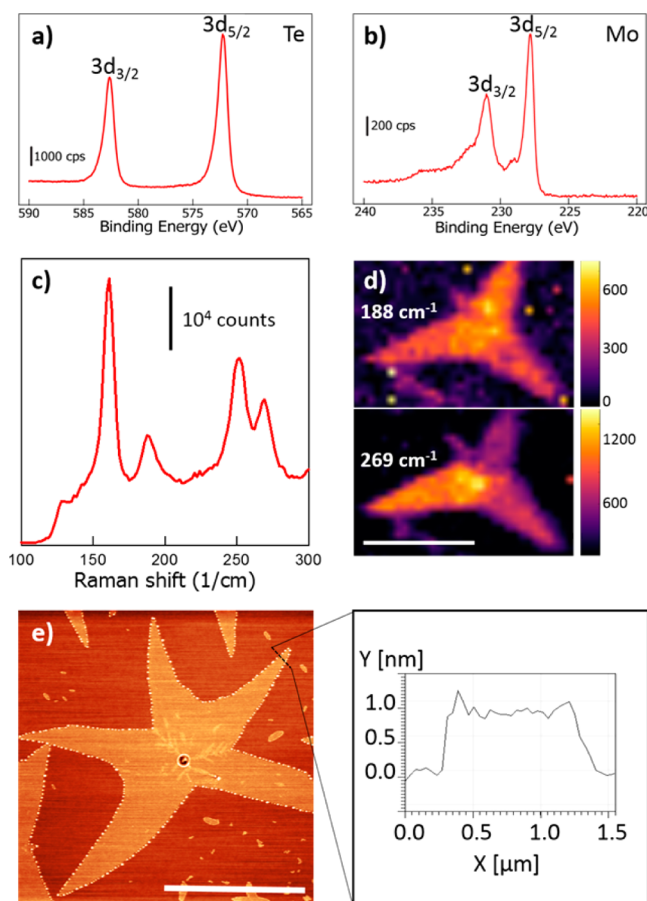 a)
Te
3d3/2
3d5/2
1000 cps
590 585 580 575 570 565
Binding Energy (eV)
b)
Mo
3d5/2
3d3/2
200 cps
240 235 230 225 220
Binding Energy (eV)
c)
10⁴ counts
100 150 200 250 300
Raman shift (1/cm)
d)
188 cm⁻¹
600
300
0
269 cm⁻¹
1200
600
e)
Y [nm]
1.0
0.5
0.0
0.0 0.5 1.0 1.5
X [µm]